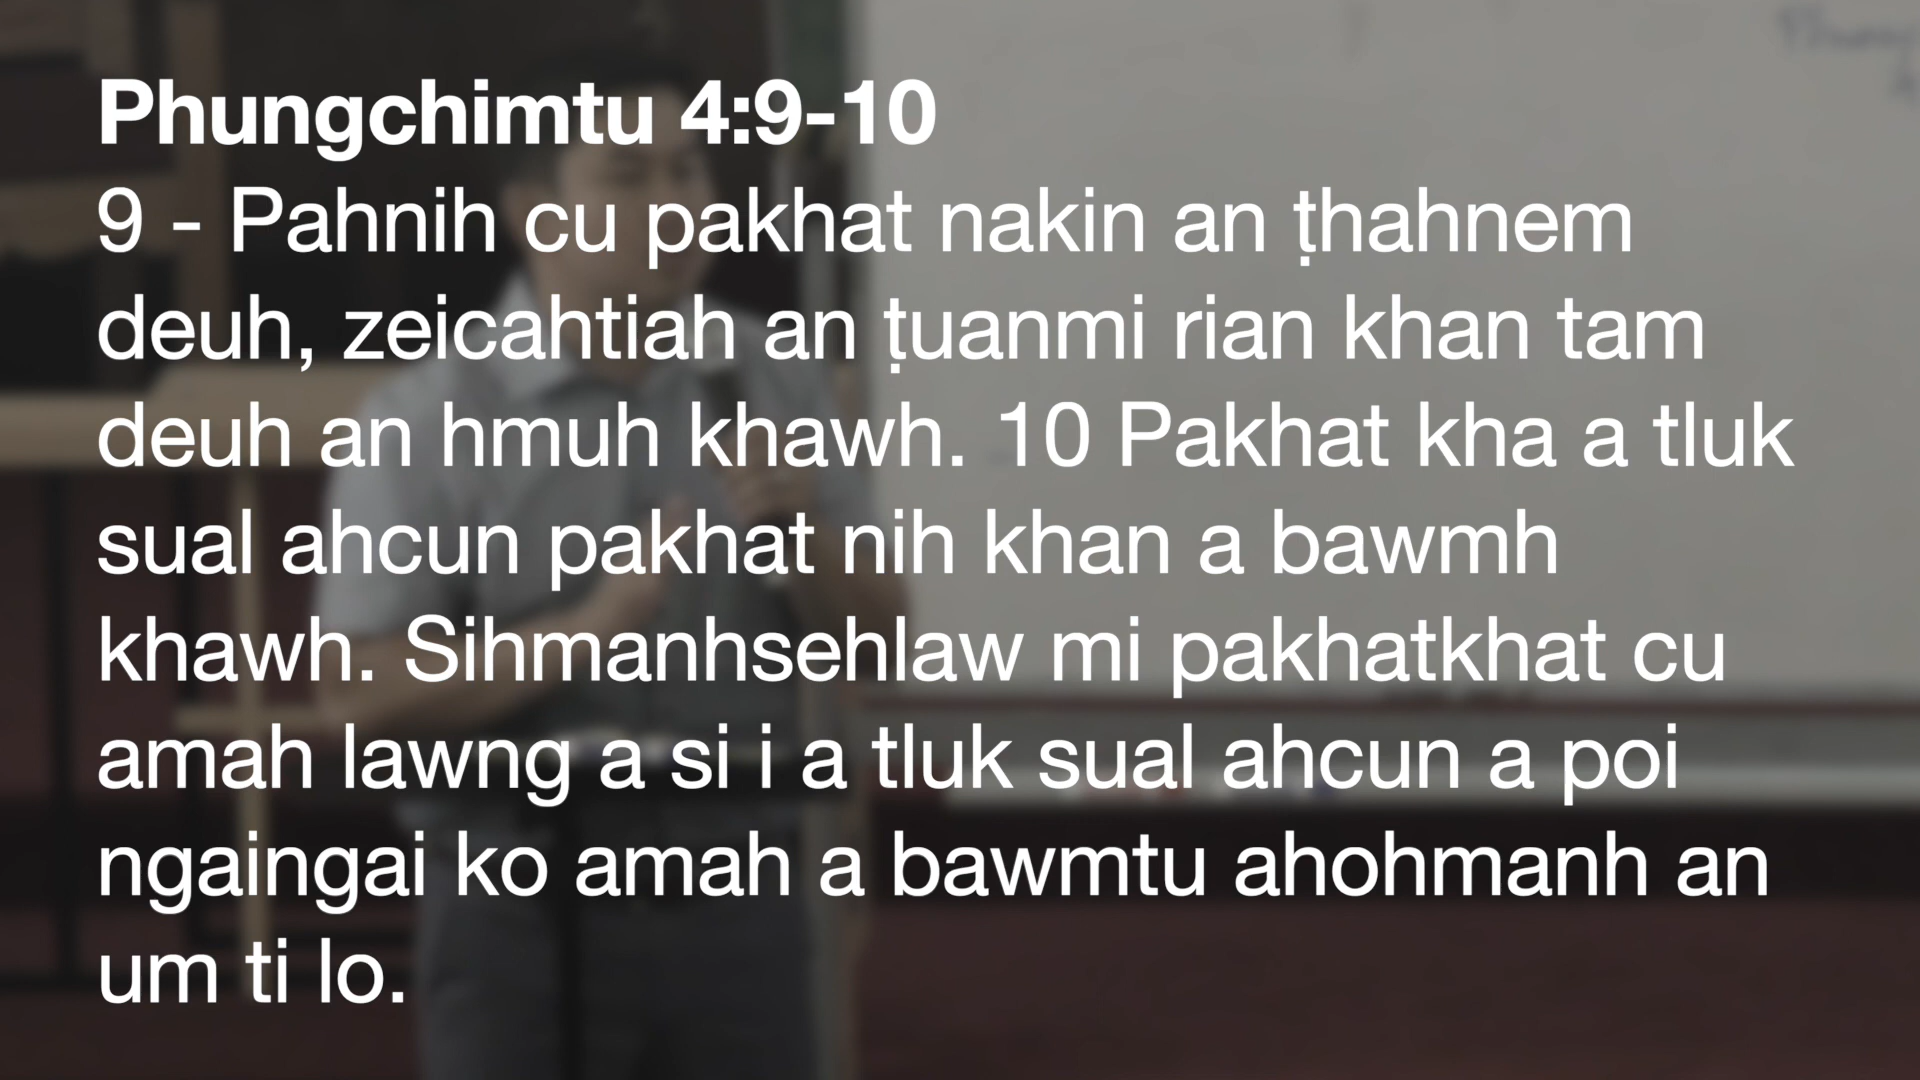 Phungchimtu 4:9-10
9 - Pahnih cu pakhat nakin an ṭhahnem
deuh, zeicahtiah an ṭuanmi rian khan tam
deuh an hmuh khawh. 10 Pakhat kha a tluk
sual ahcun pakhat nih khan a bawmh
khawh. Sihmanhsehlaw mi pakhatkhat cu
amah lawng a si i a tluk sual ahcun a poi
ngaingai ko amah a bawmtu ahohmanh an
um ti lo.